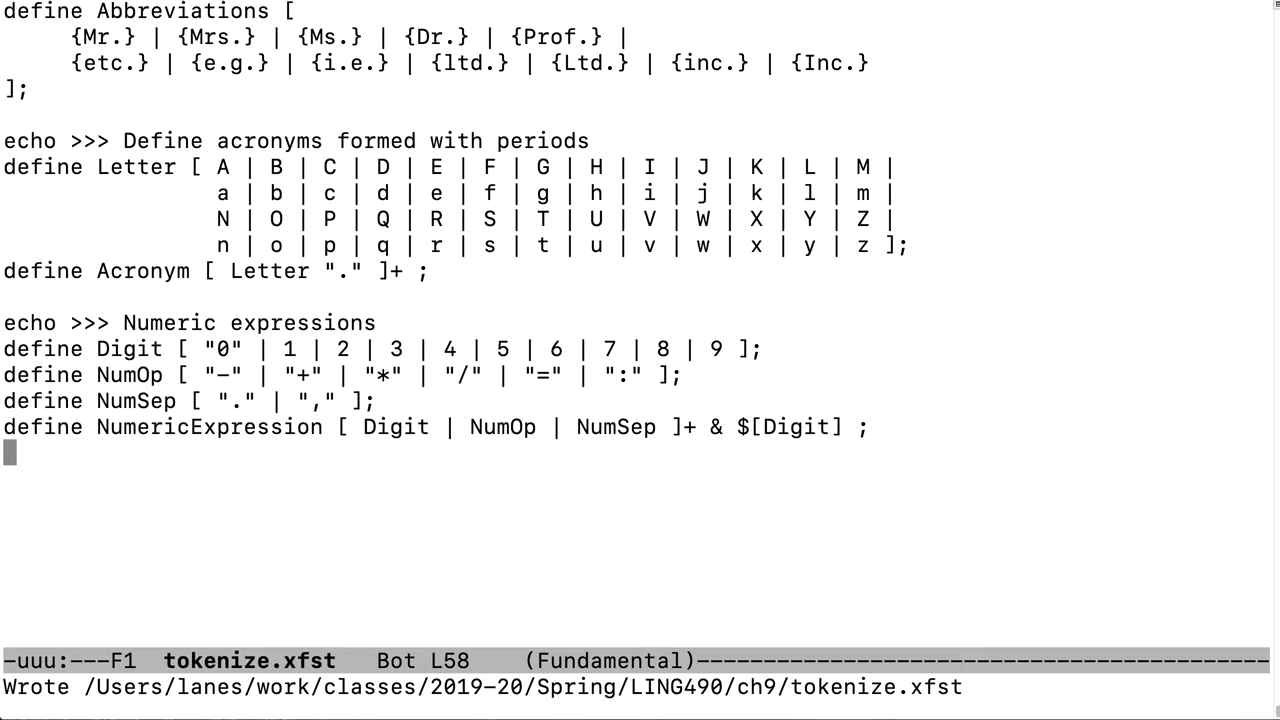 define Abbreviations [
{Mr.} | {Mrs.} | {Ms.} | {Dr.} | {Prof.} |
{etc.} | {e.g.} | {i.e.} | {ltd.} | {Ltd.} | {inc.} | {Inc.}
];
echo >>> Define acronyms formed with periods
define Letter [ A | B | C | D | E | F | G | H | I | J | K | L | M |
a | b | c | d | e | f | g | h | i | j | k | l | m |
N | O | P | Q | R | S | T | U | V | W | X | Y | Z |
n | o | p | q | r | s | t | u | v | w | x | y | z ];
define Acronym [ Letter "." ]+ ;
echo >>> Numeric expressions
define Digit [ "0" | 1 | 2 | 3 | 4 | 5 | 6 | 7 | 8 | 9 ];
define NumOp [ "-" | "+" | "*" | "/" | "=" | ":" ];
define NumSep [ "." | "," ];
define NumericExpression [ Digit | NumOp | NumSep ]+ & $[Digit] ;
-uuu:---F1  tokenize.xfst   Bot L58    (Fundamental)-------------------------------------------
Wrote /Users/lanes/work/classes/2019-20/Spring/LING490/ch9/tokenize.xfst